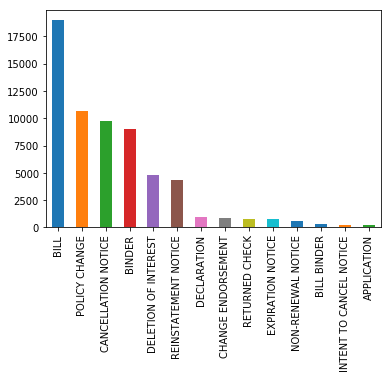 17500
15000
12500
10000
7500
5000
2500
0
BILL
POLICY CHANGE
CANCELLATION NOTICE
BINDER
DELETION OF INTEREST
REINSTATEMENT NOTICE
DECLARATION
CHANGE ENDORSEMENT
RETURNED CHECK
EXPIRATION NOTICE
NON-RENEWAL NOTICE
BILL BINDER
INTENT TO CANCEL NOTICE
APPLICATION